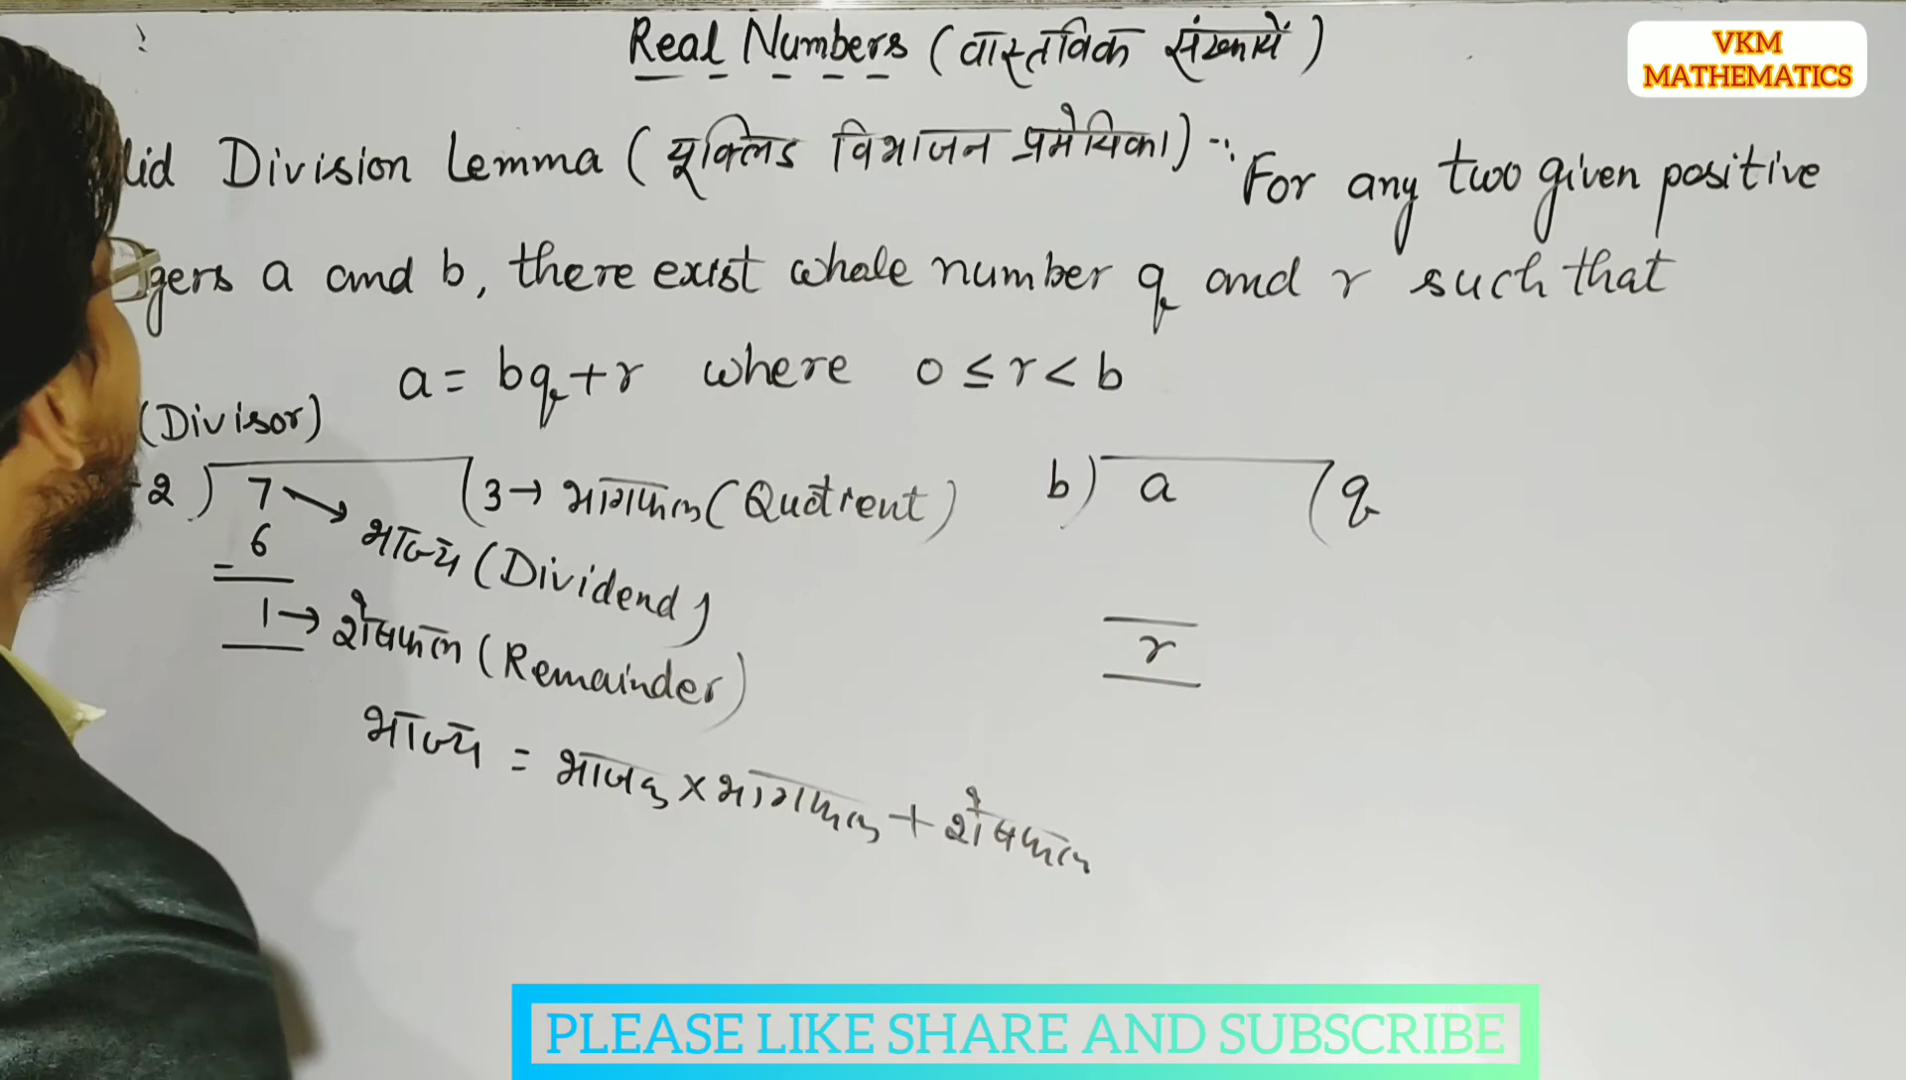 Real Numbers (वास्तविक संख्यायें)
VKM
MATHEMATICS
lid Division Lemma (यूक्लिड विभाजन प्रमेयिका) :- For any two given positive
gers a and b, there exist whole number q and r such that
a = bq + r where 0 ≤ r < b
(Divisor)
2) 7 (3 → भागफल (Quotient)
b) a (q
6
भाज्य (Dividend)
1 → शेषफल (Remainder)
r
भाज्य = भाजक × भागफल + शेषफल
PLEASE LIKE SHARE AND SUBSCRIBE